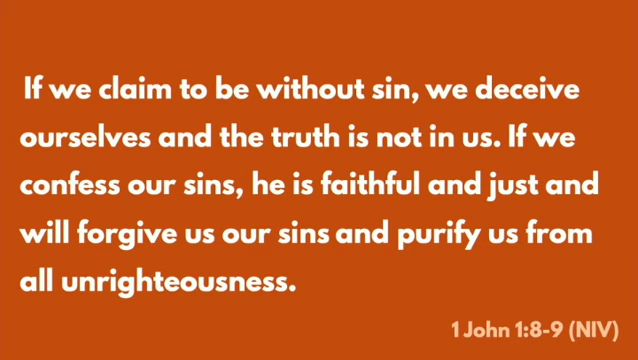 If we claim to be without sin, we deceive
ourselves and the truth is not in us. If we
confess our sins, he is faithful and just and
will forgive us our sins and purify us from
all unrighteousness.
1 John 1:8-9 (NIV)